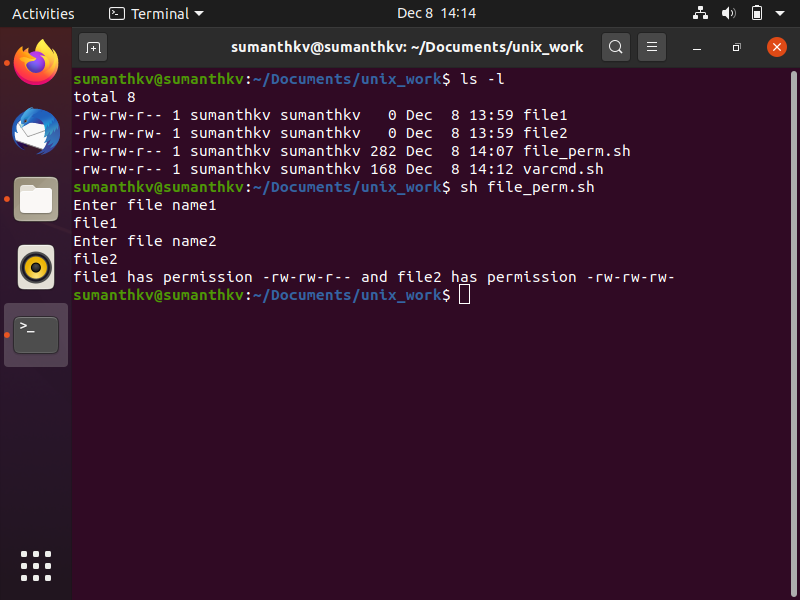 Activities Terminal Dec 8 14:14
sumanthkv@sumanthkv: ~/Documents/unix_work
sumanthkv@sumanthkv:~/Documents/unix_work$ ls -l
total 8
-rw-rw-r-- 1 sumanthkv sumanthkv   0 Dec  8 13:59 file1
-rw-rw-rw- 1 sumanthkv sumanthkv   0 Dec  8 13:59 file2
-rw-rw-r-- 1 sumanthkv sumanthkv 282 Dec  8 14:07 file_perm.sh
-rw-rw-r-- 1 sumanthkv sumanthkv 168 Dec  8 14:12 varcmd.sh
sumanthkv@sumanthkv:~/Documents/unix_work$ sh file_perm.sh
Enter file name1
file1
Enter file name2
file2
file1 has permission -rw-rw-r-- and file2 has permission -rw-rw-rw-
sumanthkv@sumanthkv:~/Documents/unix_work$
>_